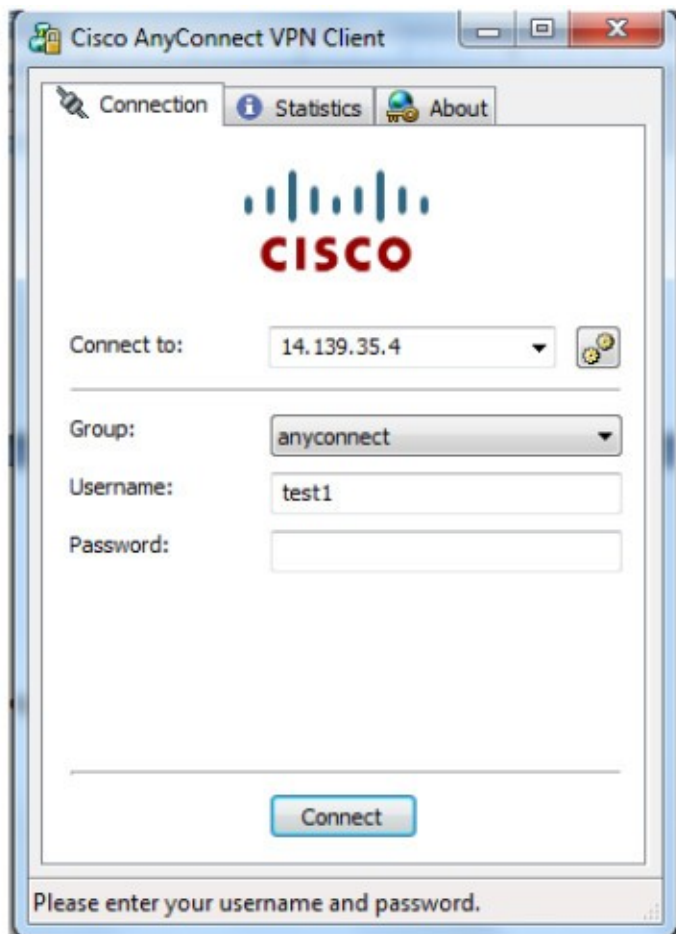 Cisco AnyConnect VPN Client
Connection Statistics About
CISCO
Connect to: 14.139.35.4
Group: anyconnect
Username: test1
Password:
Connect
Please enter your username and password.